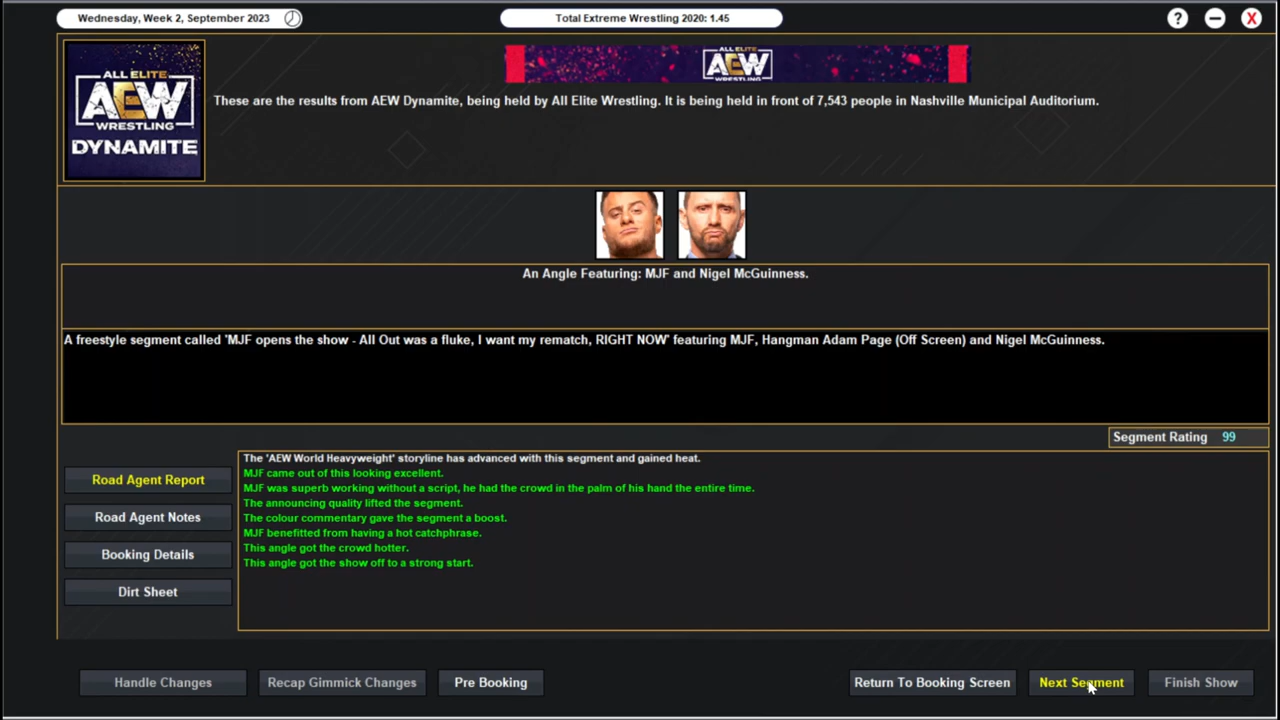 Wednesday, Week 2, September 2023
Total Extreme Wrestling 2020: 1.45
?
X
ALL ELITE
AEW
WRESTLING
DYNAMITE
ALL ELITE
AEW
WRESTLING
These are the results from AEW Dynamite, being held by All Elite Wrestling. It is being held in front of 7,543 people in Nashville Municipal Auditorium.
An Angle Featuring: MJF and Nigel McGuinness.
A freestyle segment called 'MJF opens the show - All Out was a fluke, I want my rematch, RIGHT NOW' featuring MJF, Hangman Adam Page (Off Screen) and Nigel McGuinness.
Segment Rating 99
Road Agent Report
Road Agent Notes
Booking Details
Dirt Sheet
The 'AEW World Heavyweight' storyline has advanced with this segment and gained heat.
MJF came out of this looking excellent.
MJF was superb working without a script, he had the crowd in the palm of his hand the entire time.
The announcing quality lifted the segment.
The colour commentary gave the segment a boost.
MJF benefitted from having a hot catchphrase.
This angle got the crowd hotter.
This angle got the show off to a strong start.
Handle Changes
Recap Gimmick Changes
Pre Booking
Return To Booking Screen
Next Segment
Finish Show